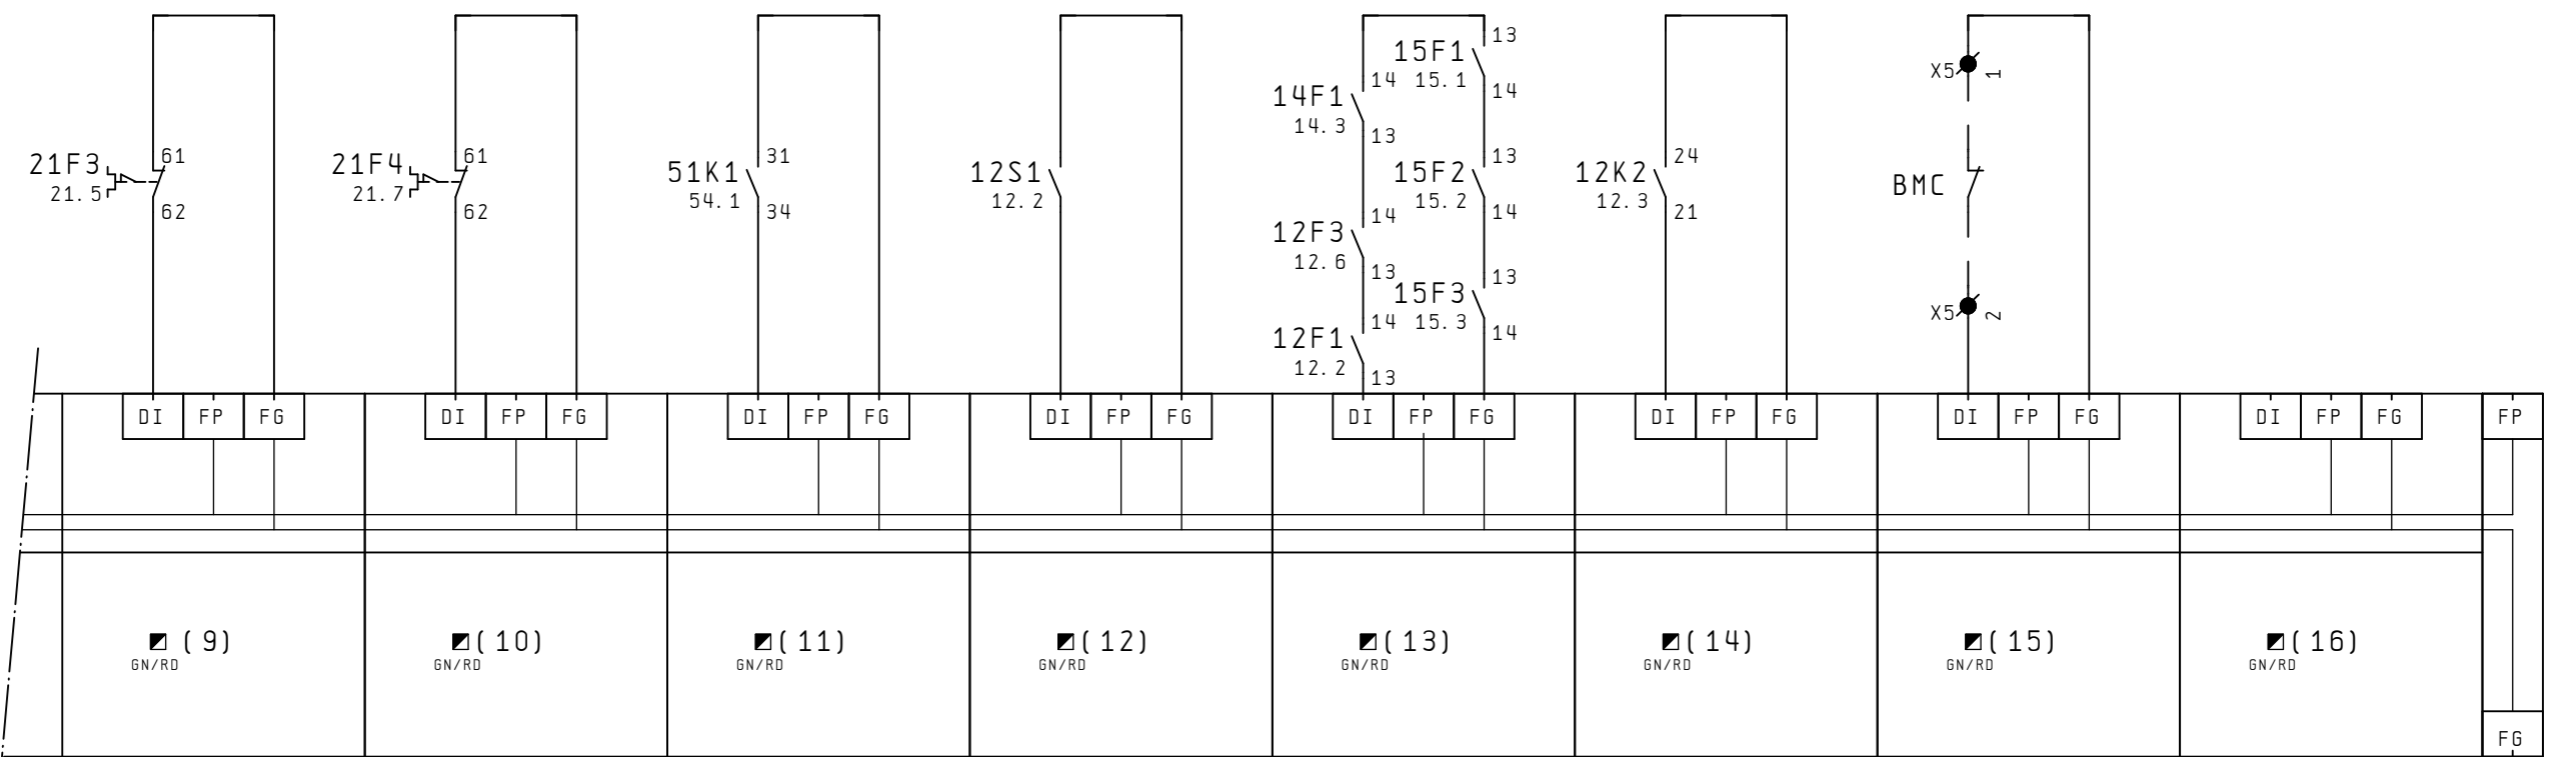 13
15F1
14 15.1
14
14F1
14.3
13
X5 1
21F3
21.5
61
62
21F4
21.7
61
62
51K1
54.1
31
34
12S1
12.2
13
15F2
15.2
14
14
12F3
12.6
13
13
15F3
14 15.3
14
12F1
12.2
13
12K2
12.3
24
21
BMC
X5 2
DI FP FG DI FP FG DI FP FG DI FP FG DI FP FG DI FP FG DI FP FG DI FP FG FP
(9) (10) (11) (12) (13) (14) (15) (16)
GN/RD GN/RD GN/RD GN/RD GN/RD GN/RD GN/RD GN/RD
FG